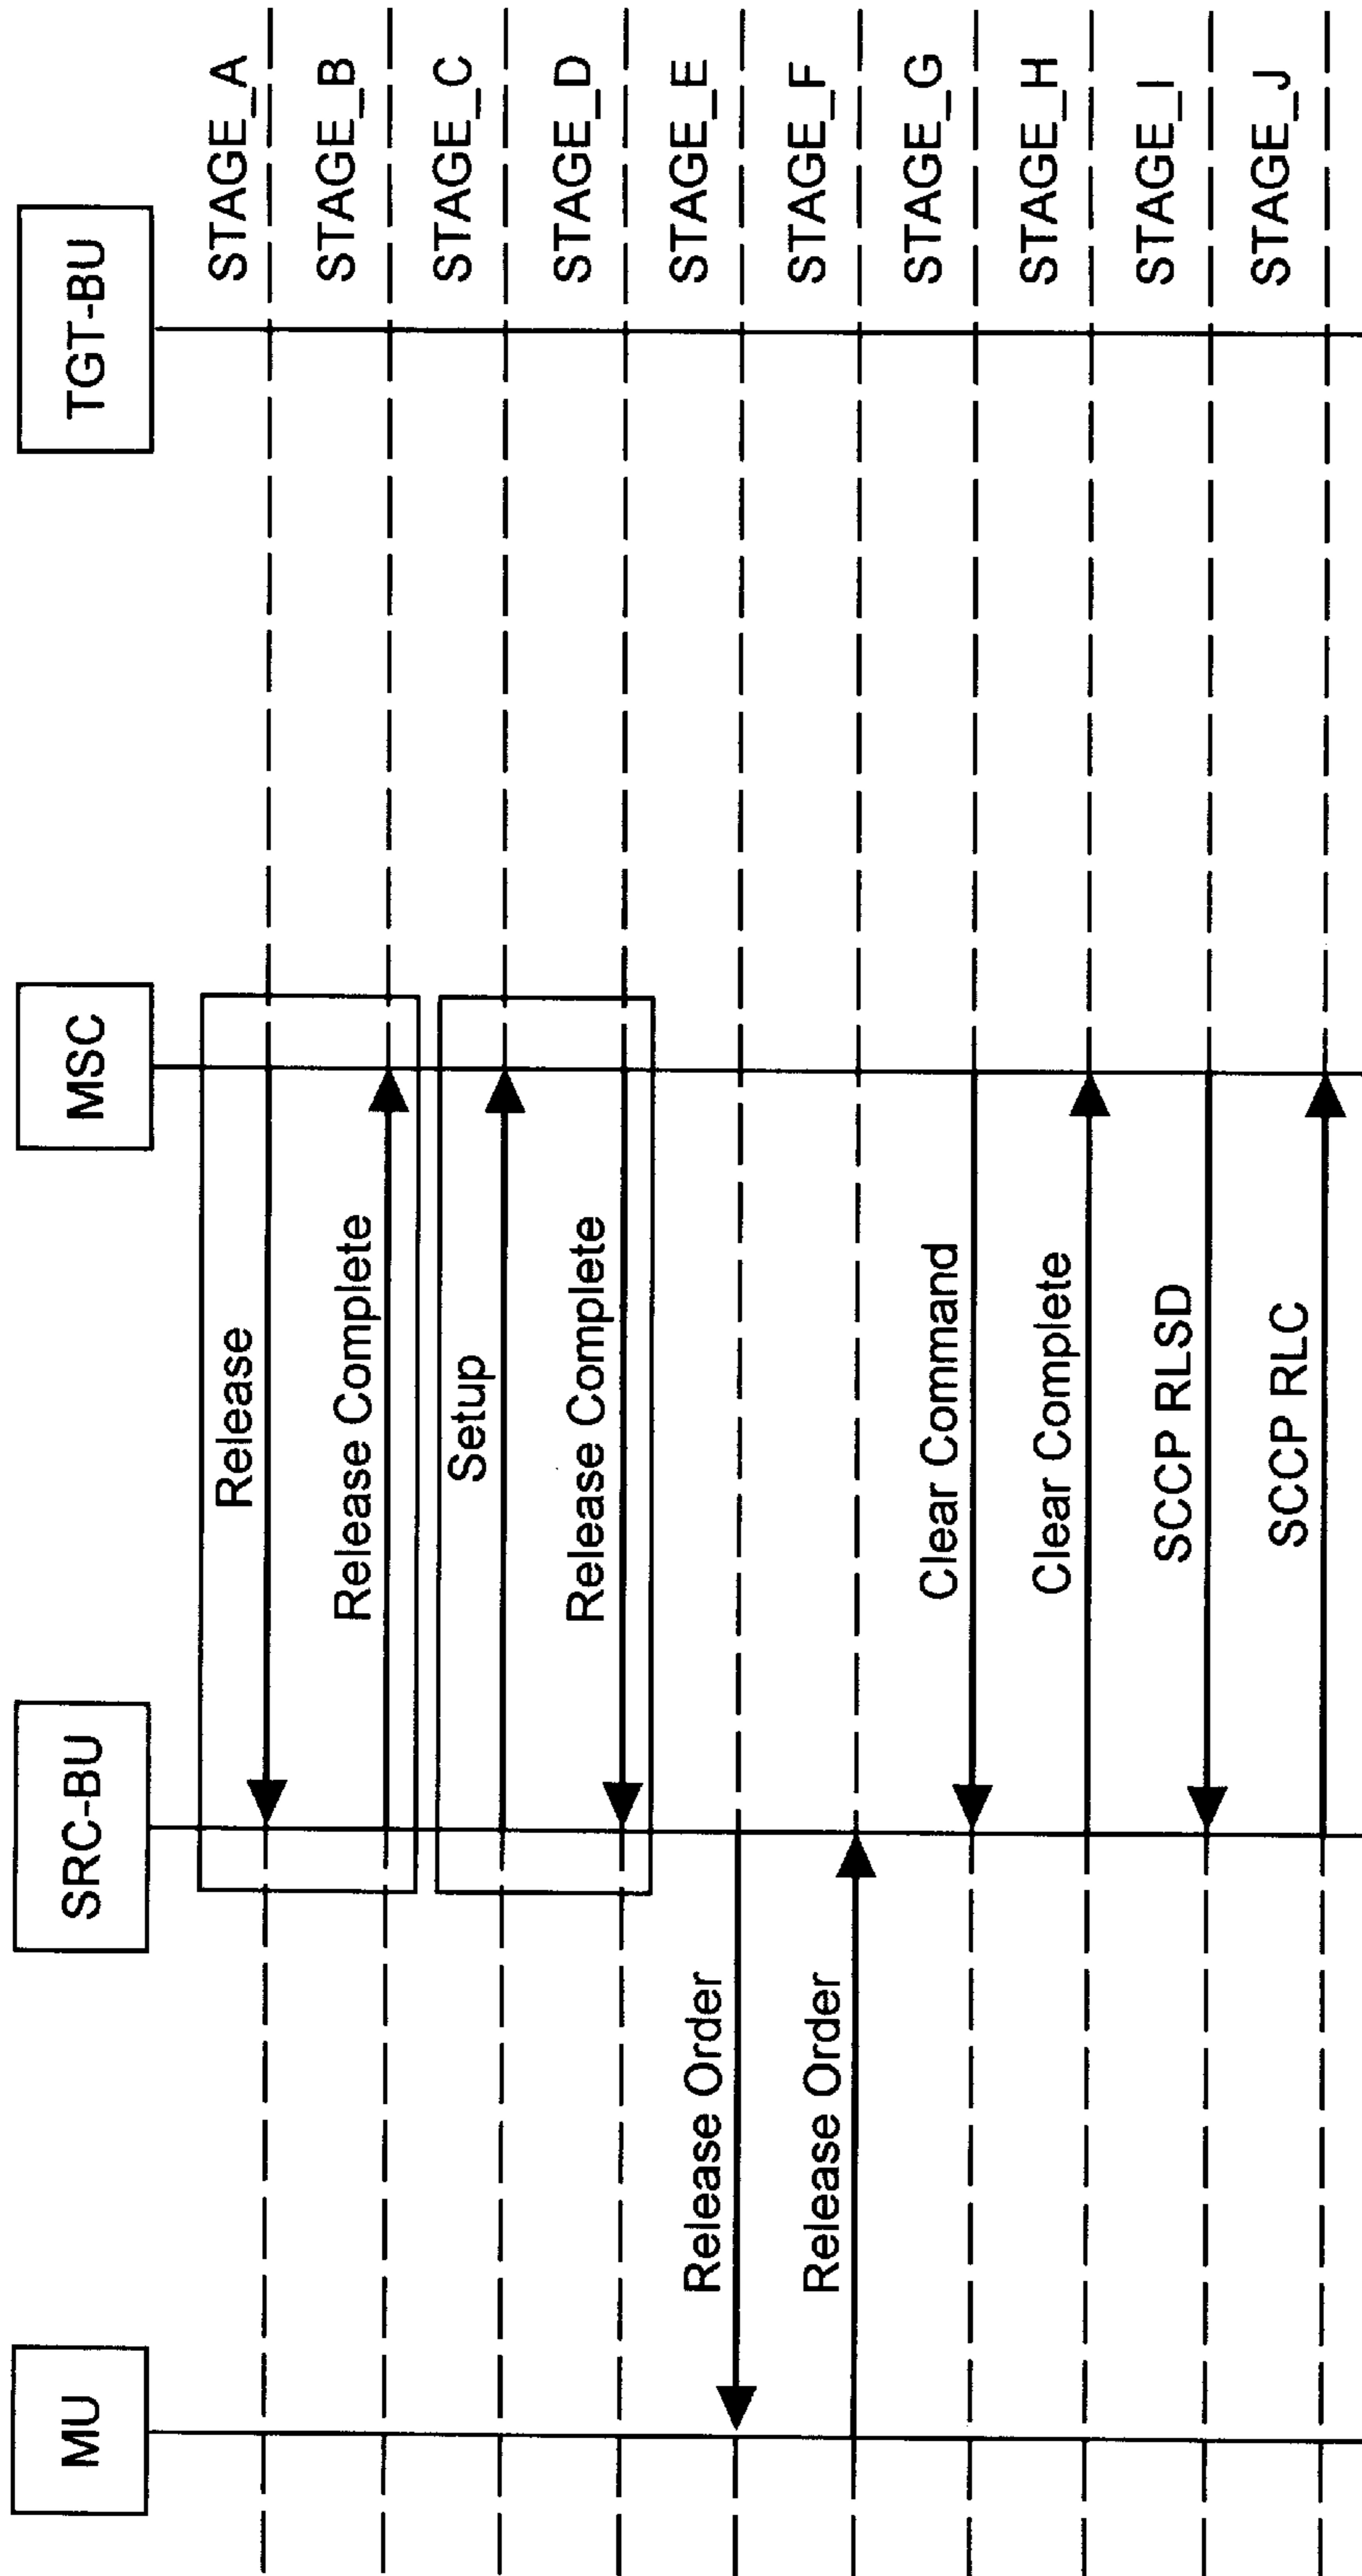 MU
SRC-BU
MSC
TGT-BU
Release
STAGE_A
Release Complete
STAGE_B
Setup
STAGE_C
Release Complete
STAGE_D
Release Order
STAGE_E
Release Order
STAGE_F
Clear Command
STAGE_G
Clear Complete
STAGE_H
SCCP RLSD
STAGE_I
SCCP RLC
STAGE_J